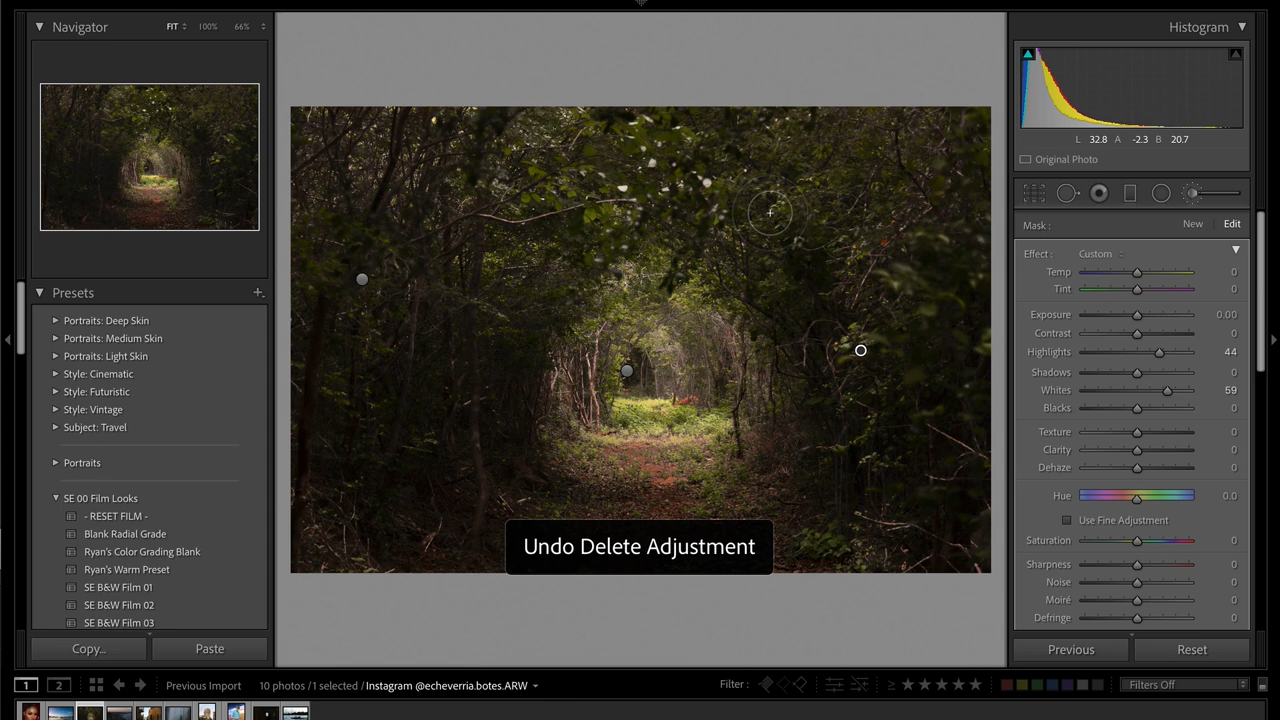 Navigator
FIT
100%
66%
Presets
Portraits: Deep Skin
Portraits: Medium Skin
Portraits: Light Skin
Style: Cinematic
Style: Futuristic
Style: Vintage
Subject: Travel
Portraits
SE 00 Film Looks
- RESET FILM -
Blank Radial Grade
Ryan's Color Grading Blank
Ryan's Warm Preset
SE B&W Film 01
SE B&W Film 02
SE B&W Film 03
Copy...
Paste
Undo Delete Adjustment
Histogram
L 32.8 A -2.3 B 20.7
Original Photo
Mask :
New
Edit
Effect :
Custom
Temp 0
Tint 0
Exposure 0.00
Contrast 0
Highlights 44
Shadows 0
Whites 59
Blacks 0
Texture 0
Clarity 0
Dehaze 0
Hue 0.0
Use Fine Adjustment
Saturation 0
Sharpness 0
Noise 0
Moiré 0
Defringe 0
Previous
Reset
1
2
Previous Import
10 photos /1 selected /Instagram @echeverria.botes.ARW
Filter :
≥
Filters Off